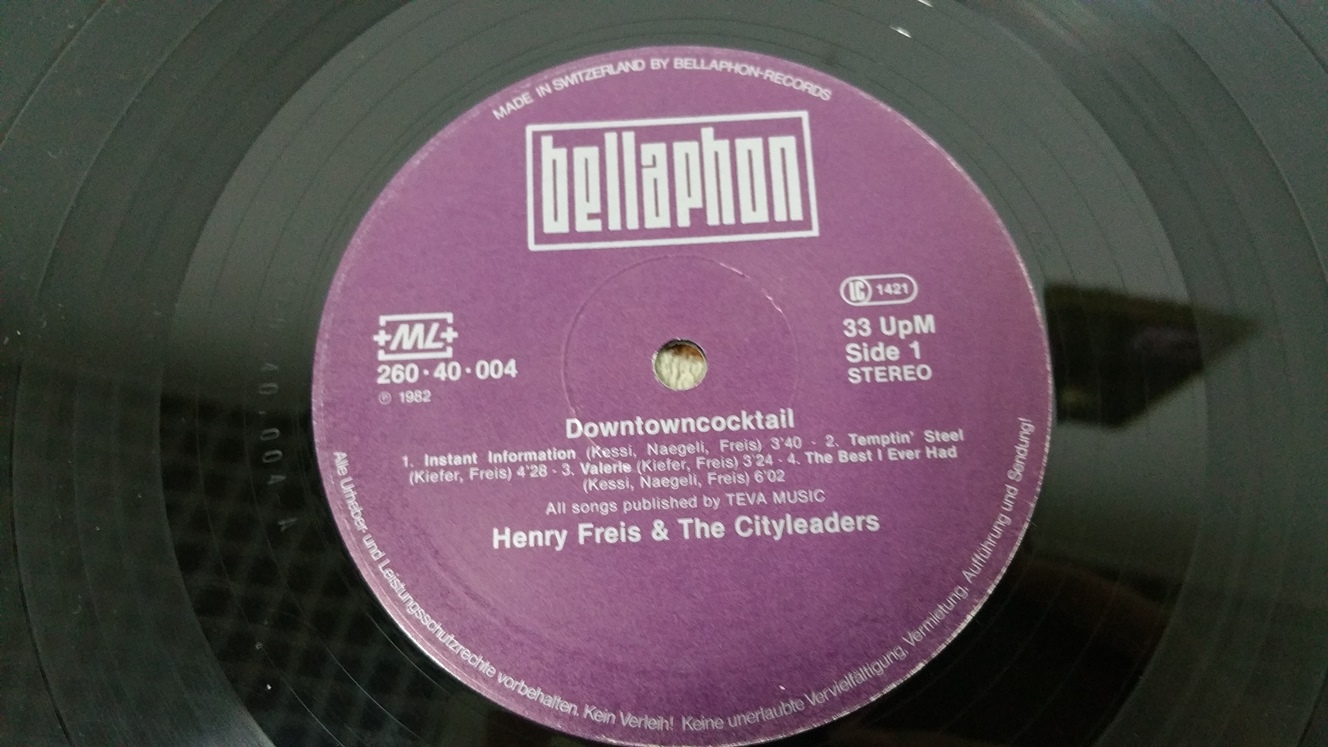 MADE IN SWITZERLAND BY BELLAPHON-RECORDS
bellaphon
LC 1421
+ML+
33 UpM
260·40·004
Side 1
℗ 1982
STEREO
Downtowncocktail
1. Instant Information (Kessi, Naegeli, Freis) 3'40 - 2. Temptin' Steel
(Kiefer, Freis) 4'28 - 3. Valerie (Kiefer, Freis) 3'24 - 4. The Best I Ever Had
(Kessi, Naegeli, Freis) 6'02
All songs published by TEVA MUSIC
Henry Freis & The Cityleaders
Alle Urheber- und Leistungsschutzrechte vorbehalten. Kein Verleih! Keine unerlaubte Vervielfältigung, Vermietung, Aufführung und Sendung!
40.004 A